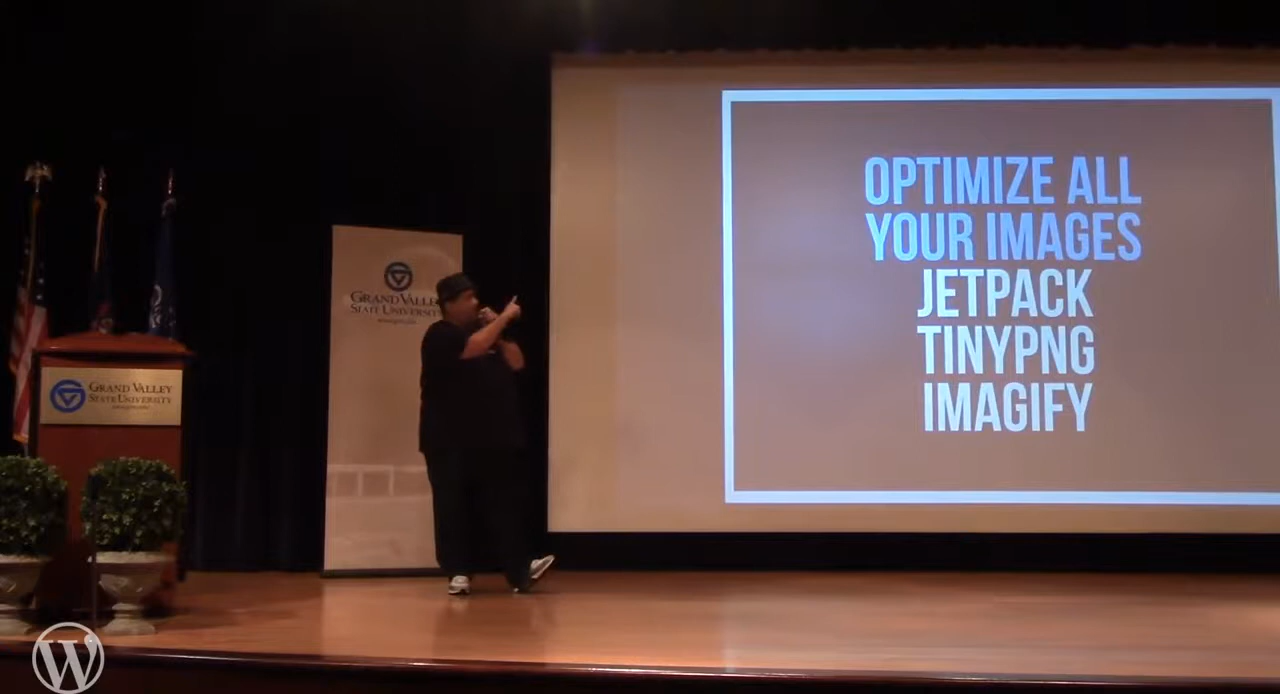 OPTIMIZE ALL
YOUR IMAGES
JETPACK
TINYPNG
IMAGIFY
GRAND VALLEY
STATE UNIVERSITY
GRAND VALLEY
STATE UNIVERSITY
W